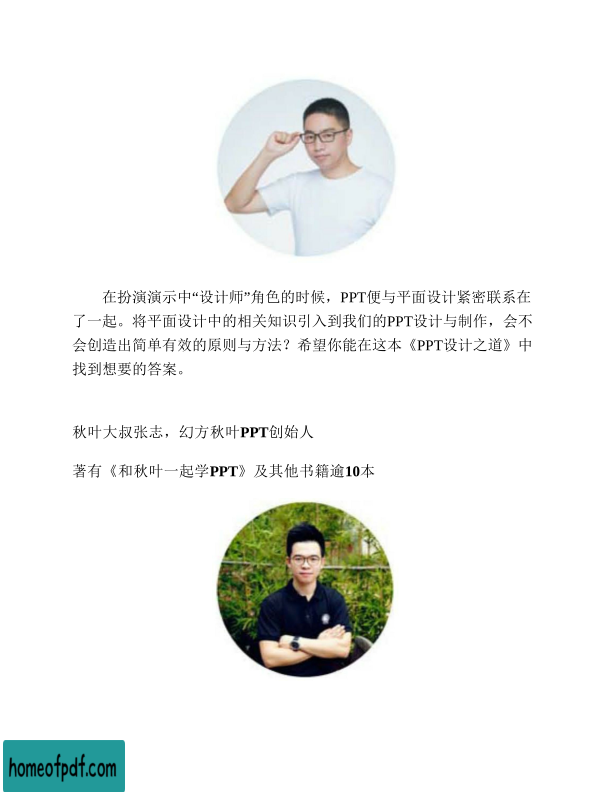 在扮演演示中“设计师”角色的时候，PPT便与平面设计紧密联系在
了一起。将平面设计中的相关知识引入到我们的PPT设计与制作，会不
会创造出简单有效的原则与方法？希望你能在这本《PPT设计之道》中
找到想要的答案。
秋叶大叔张志，幻方秋叶PPT创始人
著有《和秋叶一起学PPT》及其他书籍逾10本
homeofpdf.com